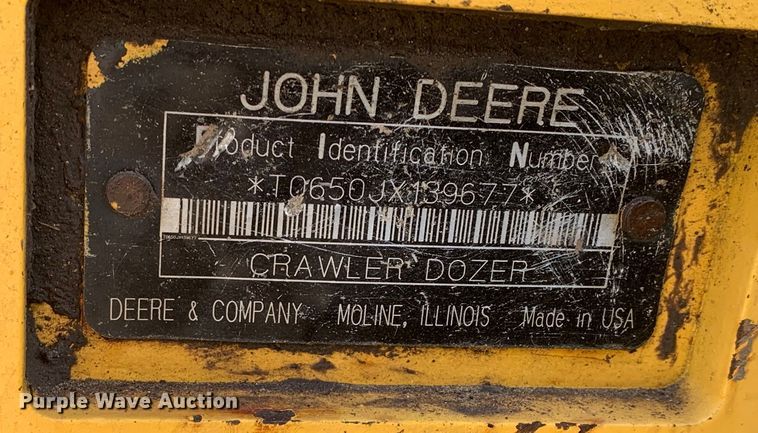 JOHN DEERE
Product Identification Number
*T0650JX139677*
CRAWLER DOZER
DEERE & COMPANY MOLINE, ILLINOIS Made in USA
Purple Wave Auction